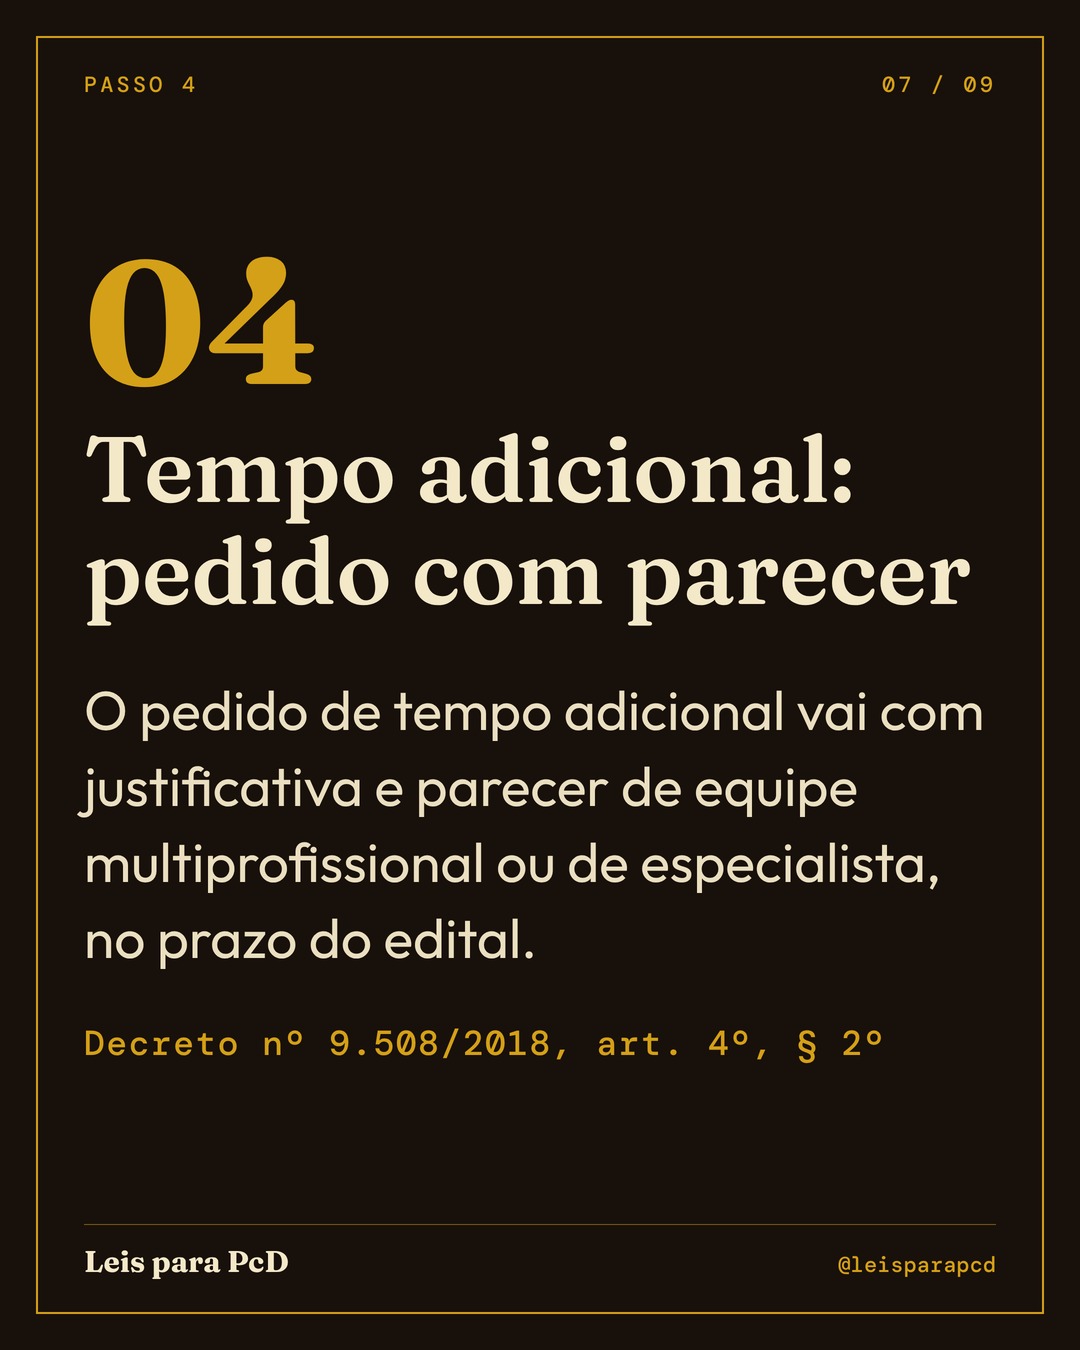 PASSO 4
07 / 09
04
Tempo adicional:
pedido com parecer
O pedido de tempo adicional vai com
justificativa e parecer de equipe
multiprofissional ou de especialista,
no prazo do edital.
Decreto nº 9.508/2018, art. 4º, § 2º
Leis para PcD
@leisparapcd